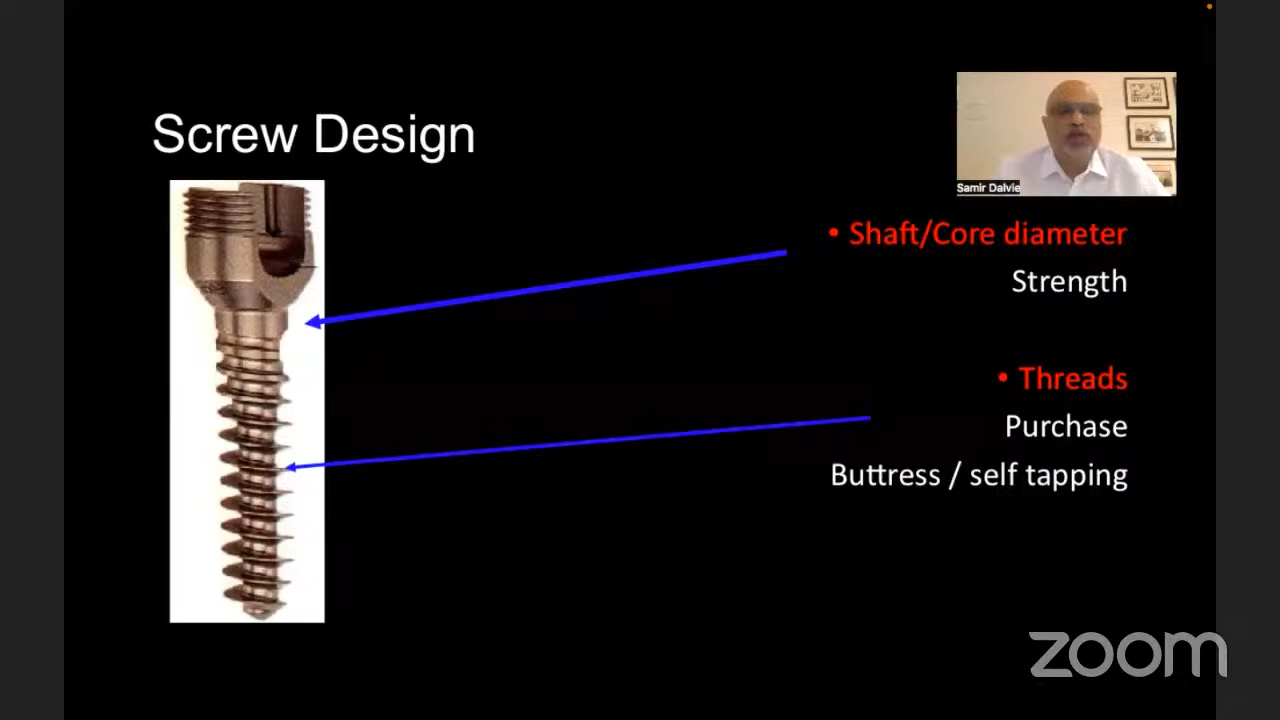 Screw Design
Samir Dalvie
• Shaft/Core diameter
Strength
• Threads
Purchase
Buttress / self tapping
zoom